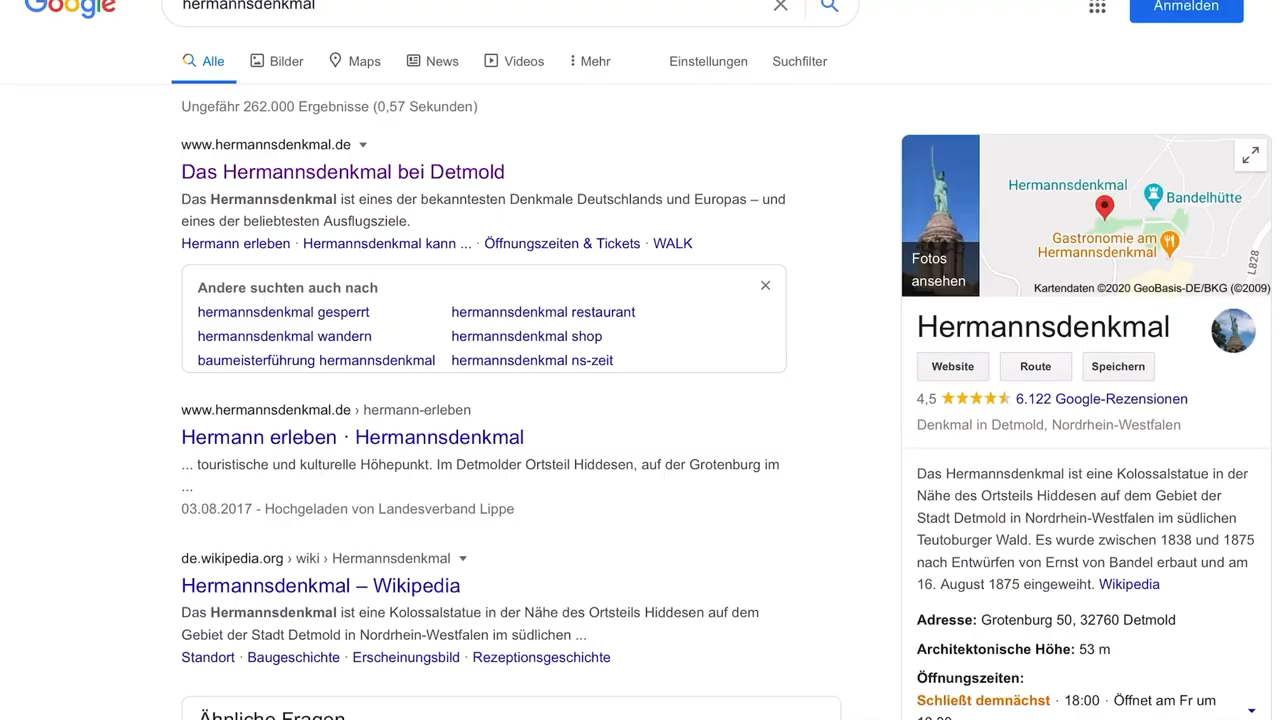 Google
hermannsdenkmal
Anmelden
Alle
Bilder
Maps
News
Videos
Mehr
Einstellungen
Suchfilter
Ungefähr 262.000 Ergebnisse (0,57 Sekunden)
www.hermannsdenkmal.de
Das Hermannsdenkmal bei Detmold
Das Hermannsdenkmal ist eines der bekanntesten Denkmale Deutschlands und Europas – und
eines der beliebtesten Ausflugsziele.
Hermann erleben · Hermannsdenkmal kann ... · Öffnungszeiten & Tickets · WALK
Andere suchten auch nach
hermannsdenkmal gesperrt
hermannsdenkmal restaurant
hermannsdenkmal wandern
hermannsdenkmal shop
baumeisterführung hermannsdenkmal
hermannsdenkmal ns-zeit
www.hermannsdenkmal.de › hermann-erleben
Hermann erleben · Hermannsdenkmal
... touristische und kulturelle Höhepunkt. Im Detmolder Ortsteil Hiddesen, auf der Grotenburg im
...
03.08.2017 - Hochgeladen von Landesverband Lippe
de.wikipedia.org › wiki › Hermannsdenkmal
Hermannsdenkmal – Wikipedia
Das Hermannsdenkmal ist eine Kolossalstatue in der Nähe des Ortsteils Hiddesen auf dem
Gebiet der Stadt Detmold in Nordrhein-Westfalen im südlichen ...
Standort · Baugeschichte · Erscheinungsbild · Rezeptionsgeschichte
Ähnliche Fragen
Fotos
ansehen
Hermannsdenkmal
Bandelhütte
Gastronomie am
Hermannsdenkmal
L828
Kartendaten ©2020 GeoBasis-DE/BKG (©2009)
Hermannsdenkmal
Website
Route
Speichern
4,5
6.122 Google-Rezensionen
Denkmal in Detmold, Nordrhein-Westfalen
Das Hermannsdenkmal ist eine Kolossalstatue in der
Nähe des Ortsteils Hiddesen auf dem Gebiet der
Stadt Detmold in Nordrhein-Westfalen im südlichen
Teutoburger Wald. Es wurde zwischen 1838 und 1875
nach Entwürfen von Ernst von Bandel erbaut und am
16. August 1875 eingeweiht. Wikipedia
Adresse: Grotenburg 50, 32760 Detmold
Architektonische Höhe: 53 m
Öffnungszeiten:
Schließt demnächst · 18:00 · Öffnet am Fr um